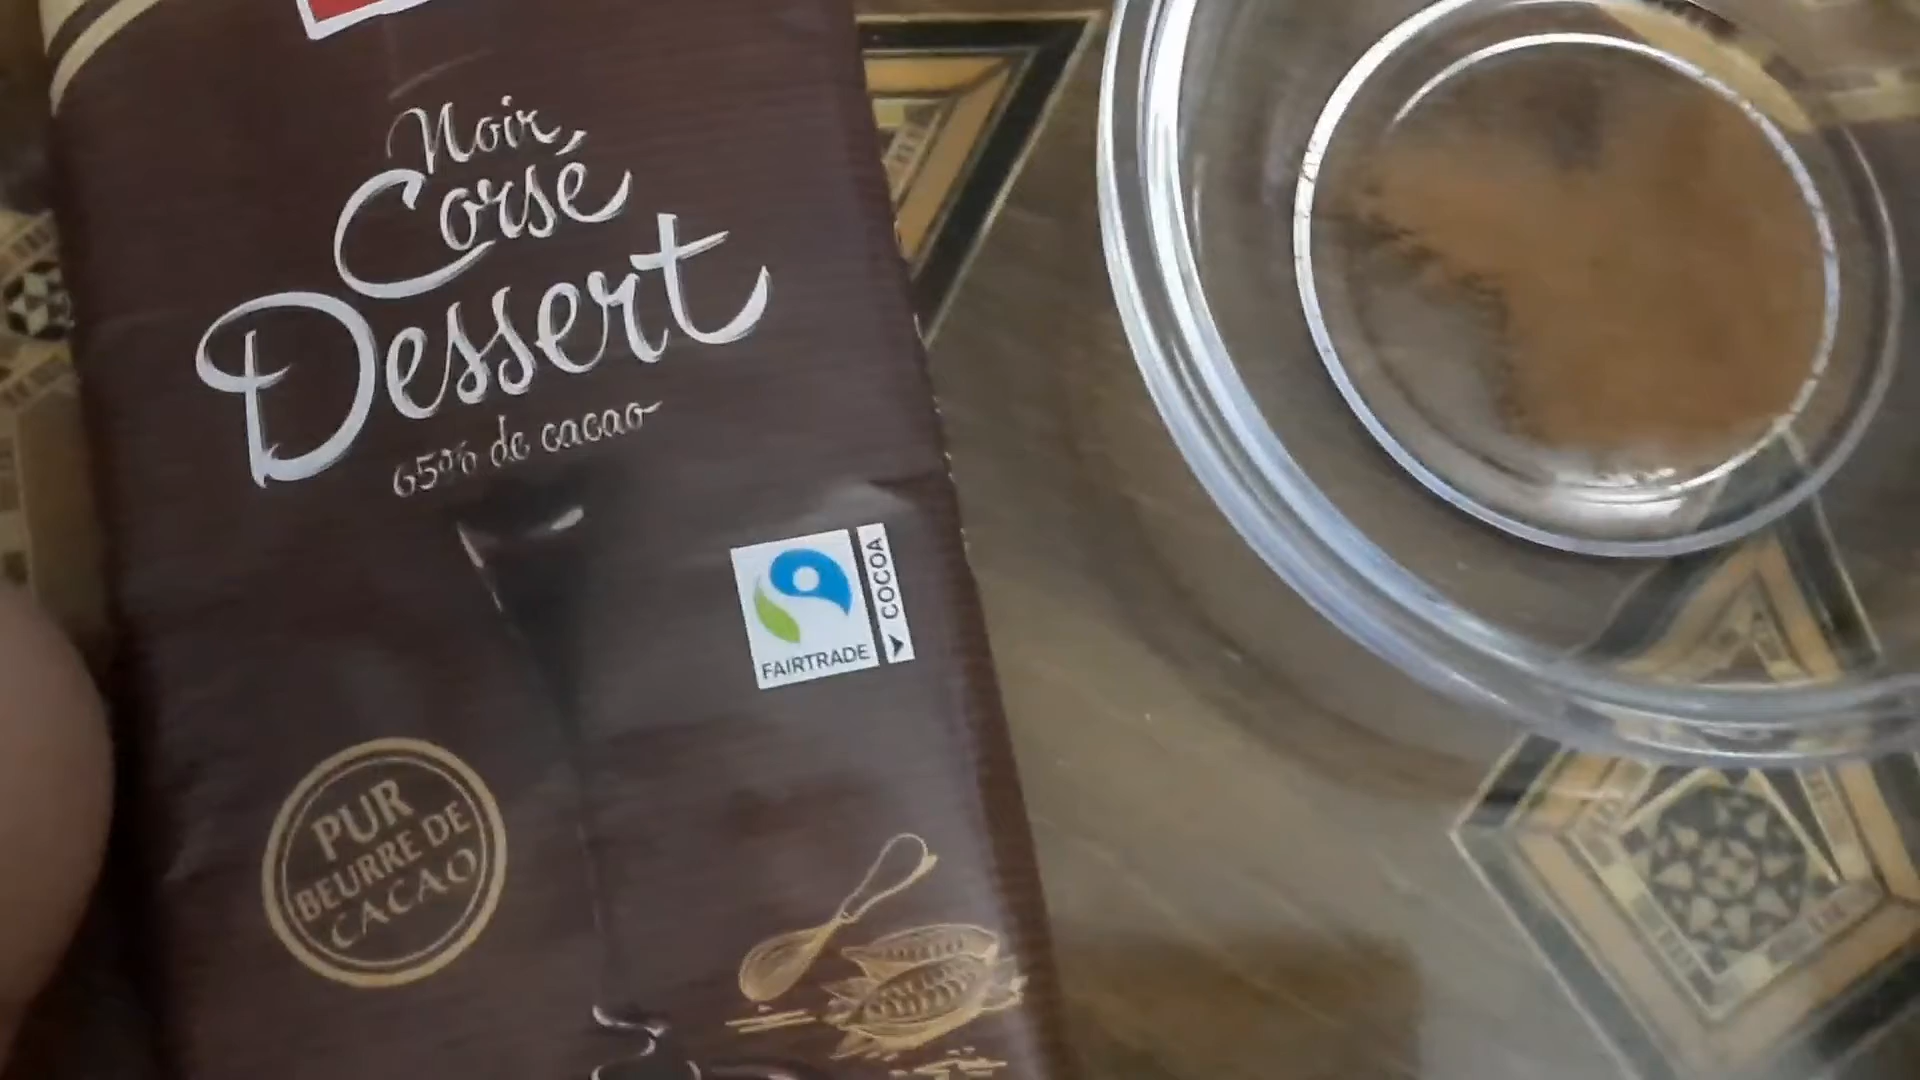 Noir
Corsé
Dessert
65% de cacao
FAIRTRADE
COCOA
PUR
BEURRE DE
CACAO